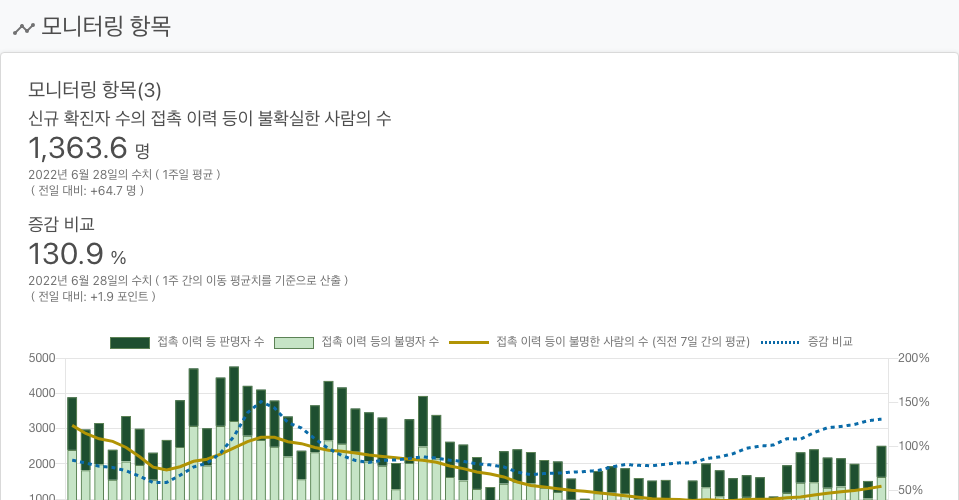 모니터링 항목
모니터링 항목(3)
신규 확진자 수의 접촉 이력 등이 불확실한 사람의 수
1,363.6 명
2022년 6월 28일의 수치 ( 1주일 평균 )
( 전일 대비: +64.7 명 )
증감 비교
130.9 %
2022년 6월 28일의 수치 ( 1주 간의 이동 평균치를 기준으로 산출 )
( 전일 대비: +1.9 포인트 )
접촉 이력 등 판명자 수 접촉 이력 등의 불명자 수 접촉 이력 등이 불명한 사람의 수 (직전 7일 간의 평균) 증감 비교
5000 200%
4000 150%
3000 100%
2000 50%
1000